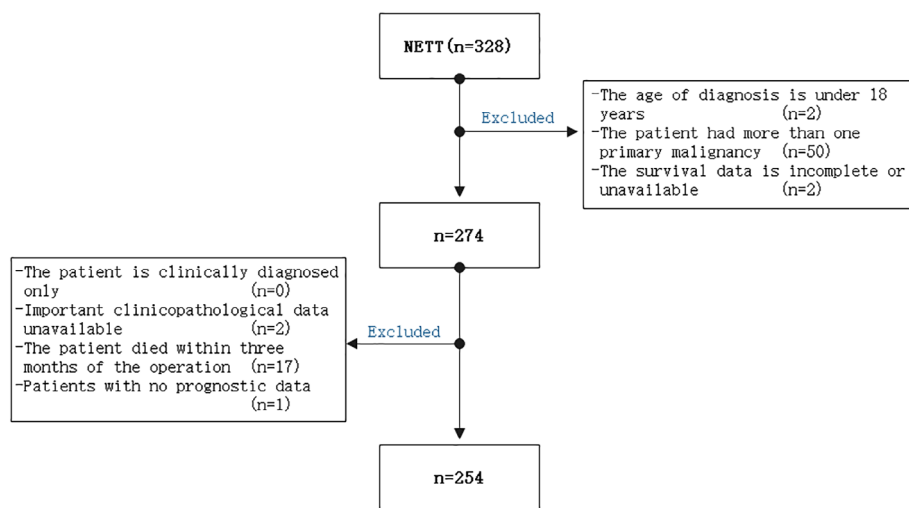 NETT(n=328)
Excluded
-The age of diagnosis is under 18
years (n=2)
-The patient had more than one
primary malignancy (n=50)
-The survival data is incomplete or
unavailable (n=2)
n=274
-The patient is clinically diagnosed
only (n=0)
-Important clinicopathological data
unavailable (n=2)
-The patient died within three
months of the operation (n=17)
-Patients with no prognostic data
(n=1)
Excluded
n=254